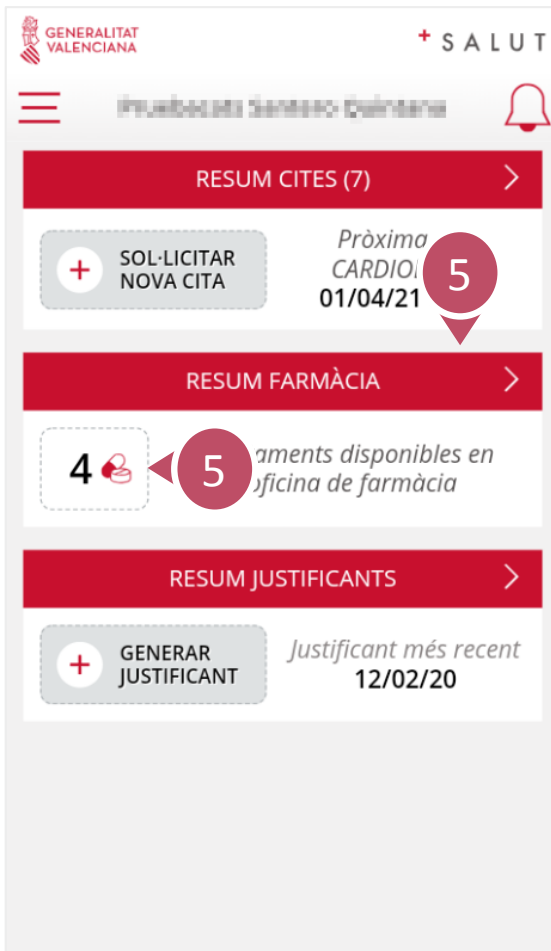 GENERALITAT
VALENCIANA
+ SALUT
RESUM CITES (7)
+ SOL·LICITAR
NOVA CITA
Pròxima
01/04/21
5
RESUM FARMÀCIA
4
5
disponibles en
oficina de farmàcia
RESUM JUSTIFICANTS
+ GENERAR
JUSTIFICANT
Justificant més recent
12/02/20